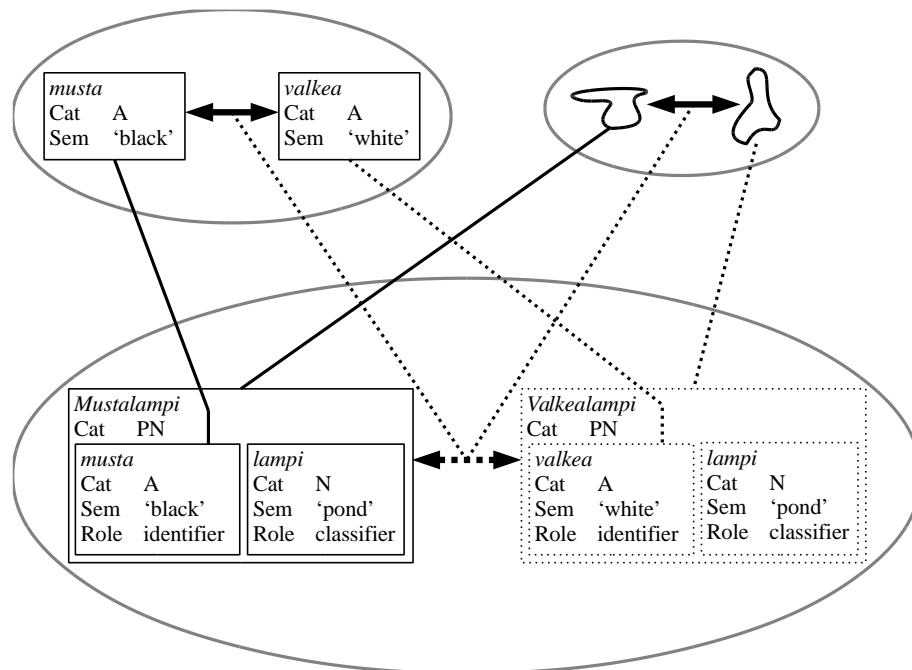 musta
Cat A
Sem ‘black’
valkea
Cat A
Sem ‘white’
Mustalampi
Cat PN
musta
Cat A
Sem ‘black’
Role identifier
lampi
Cat N
Sem ‘pond’
Role classifier
Valkealampi
Cat PN
valkea
Cat A
Sem ‘white’
Role identifier
lampi
Cat N
Sem ‘pond’
Role classifier